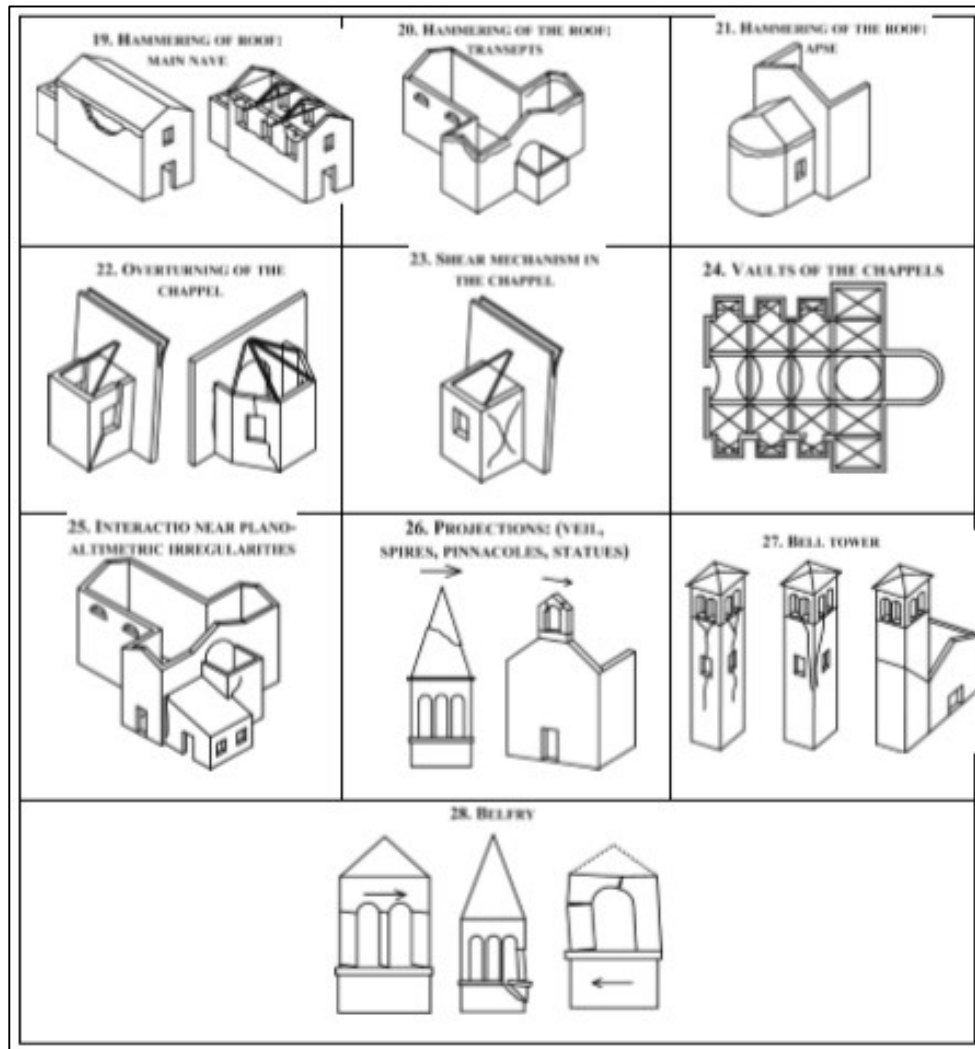 19. HAMMERING OF ROOF:
MAIN NAVE
20. HAMMERING OF THE ROOF:
TRANSEPTS
21. HAMMERING OF THE ROOF:
APSE
22. OVERTURNING OF THE
CHAPPEL
23. SHEAR MECHANISM IN
THE CHAPPEL
24. VAULTS OF THE CHAPPELS
25. INTERACTIO NEAR PLANO-
ALTIMETRIC IRREGULARITIES
26. PROJECTIONS: (VEIL,
SPIRES, PINNACOLES, STATUES)
27. BELL TOWER
28. BELFRY